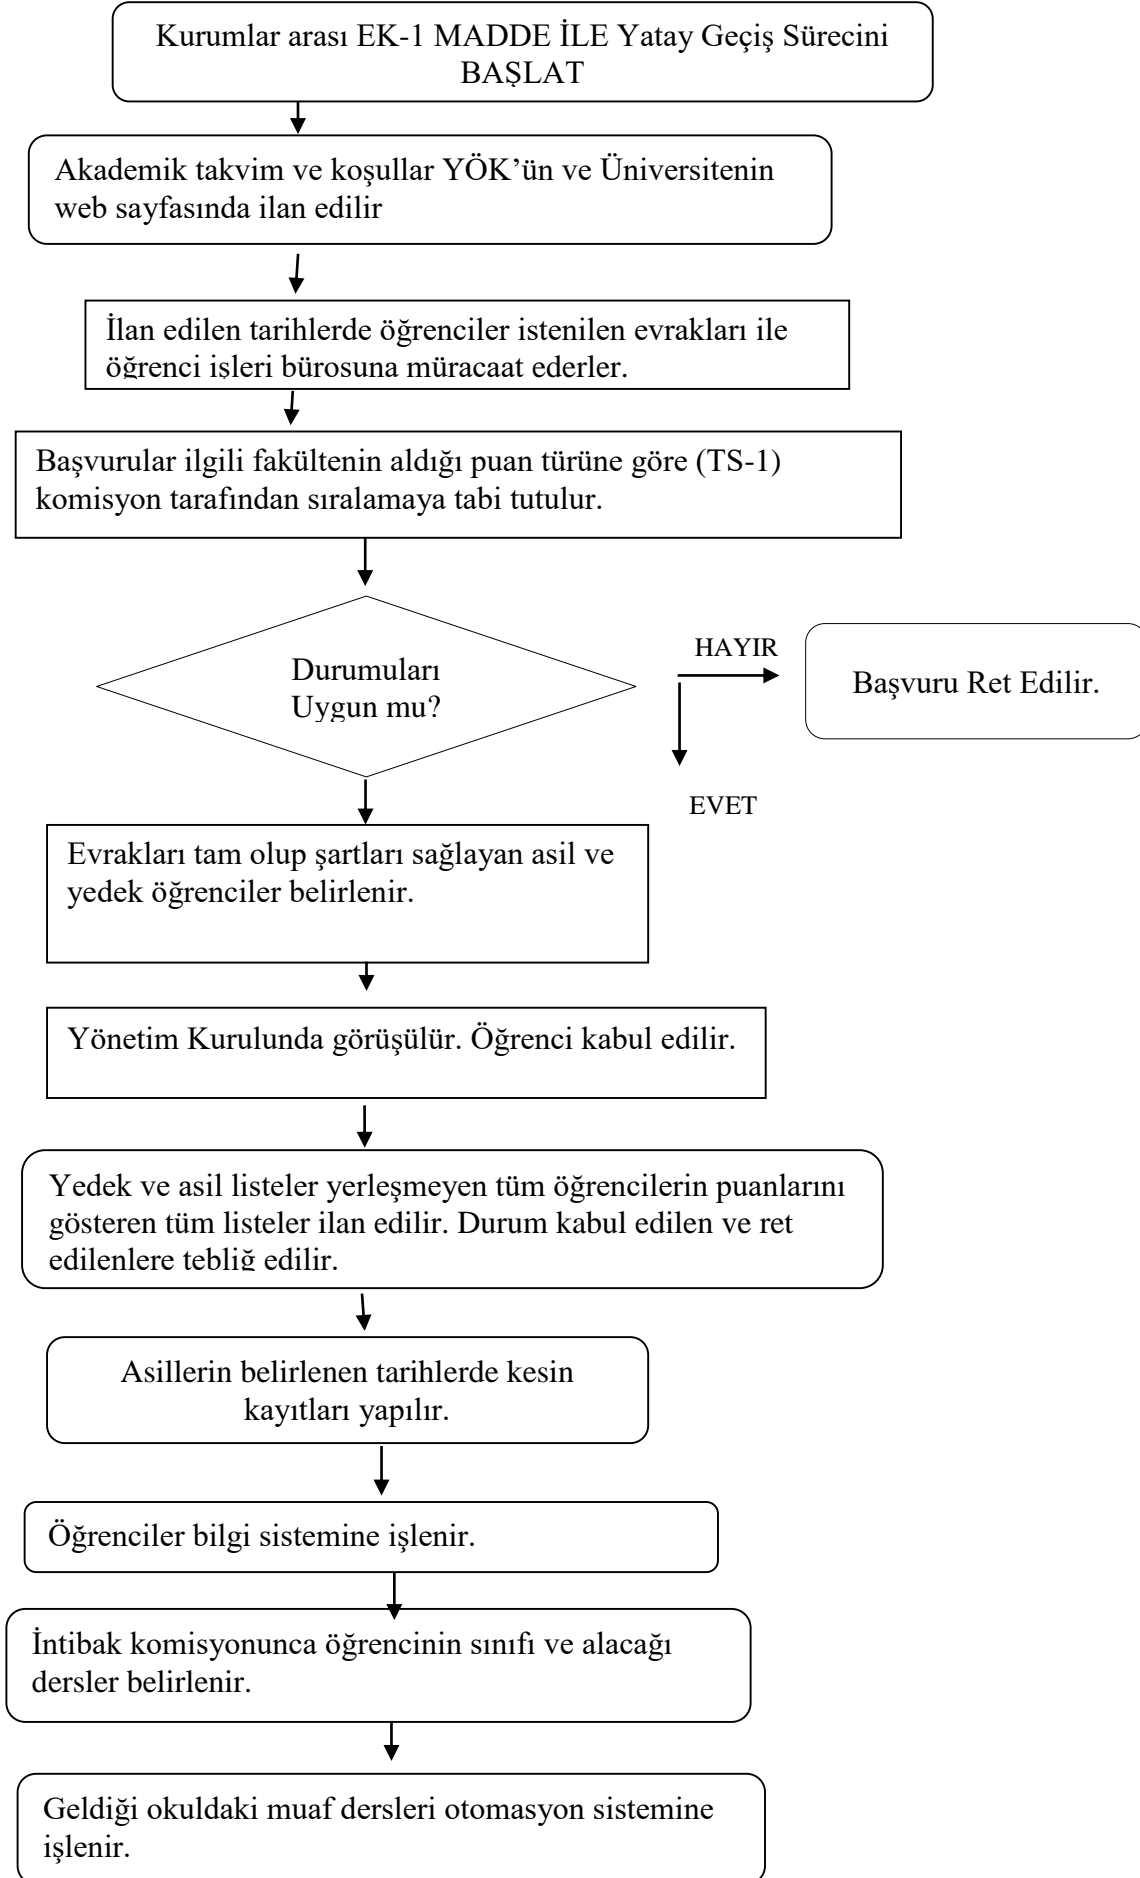 Kurumlar arası EK-1 MADDE İLE Yatay Geçiş Sürecini
BAŞLAT
Akademik takvim ve koşullar YÖK’ün ve Üniversitenin
web sayfasında ilan edilir
İlan edilen tarihlerde öğrenciler istenilen evrakları ile
öğrenci işleri bürosuna müracaat ederler.
Başvurular ilgili fakültenin aldığı puan türüne göre (TS-1)
komisyon tarafından sıralamaya tabi tutulur.
Durumuları
Uygun mu?
HAYIR
Başvuru Ret Edilir.
EVET
Evrakları tam olup şartları sağlayan asil ve
yedek öğrenciler belirlenir.
Yönetim Kurulunda görüşülür. Öğrenci kabul edilir.
Yedek ve asil listeler yerleşmeyen tüm öğrencilerin puanlarını
gösteren tüm listeler ilan edilir. Durum kabul edilen ve ret
edilenlere tebliğ edilir.
Asillerin belirlenen tarihlerde kesin
kayıtları yapılır.
Öğrenciler bilgi sistemine işlenir.
İntibak komisyonunca öğrencinin sınıfı ve alacağı
dersler belirlenir.
Geldiği okuldaki muaf dersleri otomasyon sistemine
işlenir.